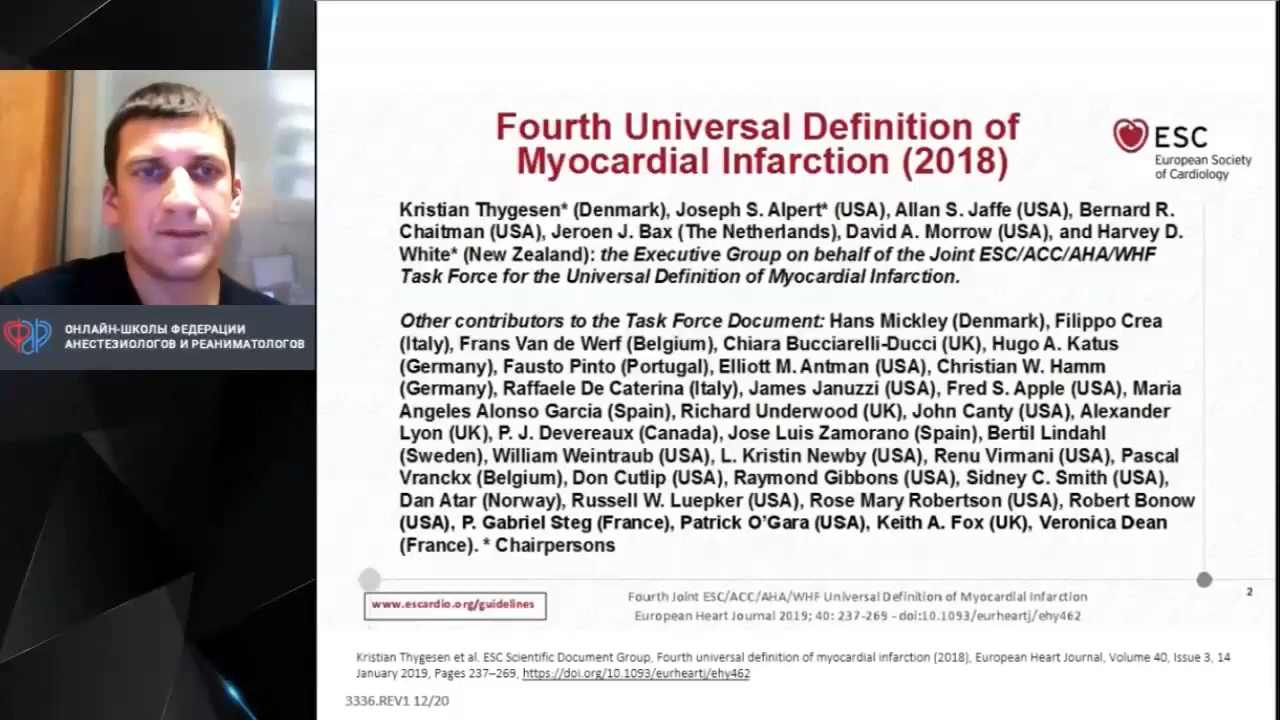 ОНЛАЙН-ШКОЛЫ ФЕДЕРАЦИИ
АНЕСТЕЗИОЛОГОВ И РЕАНИМАТОЛОГОВ
Fourth Universal Definition of
Myocardial Infarction (2018)
ESC
European Society
of Cardiology
Kristian Thygesen* (Denmark), Joseph S. Alpert* (USA), Allan S. Jaffe (USA), Bernard R.
Chaitman (USA), Jeroen J. Bax (The Netherlands), David A. Morrow (USA), and Harvey D.
White* (New Zealand): the Executive Group on behalf of the Joint ESC/ACC/AHA/WHF
Task Force for the Universal Definition of Myocardial Infarction.
Other contributors to the Task Force Document: Hans Mickley (Denmark), Filippo Crea
(Italy), Frans Van de Werf (Belgium), Chiara Bucciarelli-Ducci (UK), Hugo A. Katus
(Germany), Fausto Pinto (Portugal), Elliott M. Antman (USA), Christian W. Hamm
(Germany), Raffaele De Caterina (Italy), James Januzzi (USA), Fred S. Apple (USA), Maria
Angeles Alonso Garcia (Spain), Richard Underwood (UK), John Canty (USA), Alexander
Lyon (UK), P. J. Devereaux (Canada), Jose Luis Zamorano (Spain), Bertil Lindahl
(Sweden), William Weintraub (USA), L. Kristin Newby (USA), Renu Virmani (USA), Pascal
Vranckx (Belgium), Don Cutlip (USA), Raymond Gibbons (USA), Sidney C. Smith (USA),
Dan Atar (Norway), Russell W. Luepker (USA), Rose Mary Robertson (USA), Robert Bonow
(USA), P. Gabriel Steg (France), Patrick O’Gara (USA), Keith A. Fox (UK), Veronica Dean
(France). * Chairpersons
www.escardio.org/guidelines
Fourth Joint ESC/ACC/AHA/WHF Universal Definition of Myocardial Infarction
European Heart Journal 2019; 40: 237-269 - doi:10.1093/eurheartj/ehy462
2
Kristian Thygesen et al. ESC Scientific Document Group, Fourth universal definition of myocardial infarction (2018), European Heart Journal, Volume 40, Issue 3, 14
January 2019, Pages 237–269, https://doi.org/10.1093/eurheartj/ehy462
3336.REV1 12/20